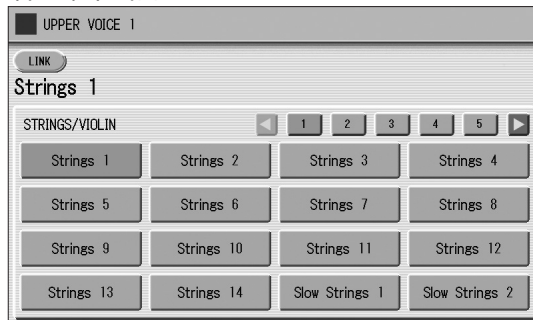 UPPER VOICE 1
LINK
Strings 1
STRINGS/VIOLIN 1 2 3 4 5
Strings 1 Strings 2 Strings 3 Strings 4
Strings 5 Strings 6 Strings 7 Strings 8
Strings 9 Strings 10 Strings 11 Strings 12
Strings 13 Strings 14 Slow Strings 1 Slow Strings 2